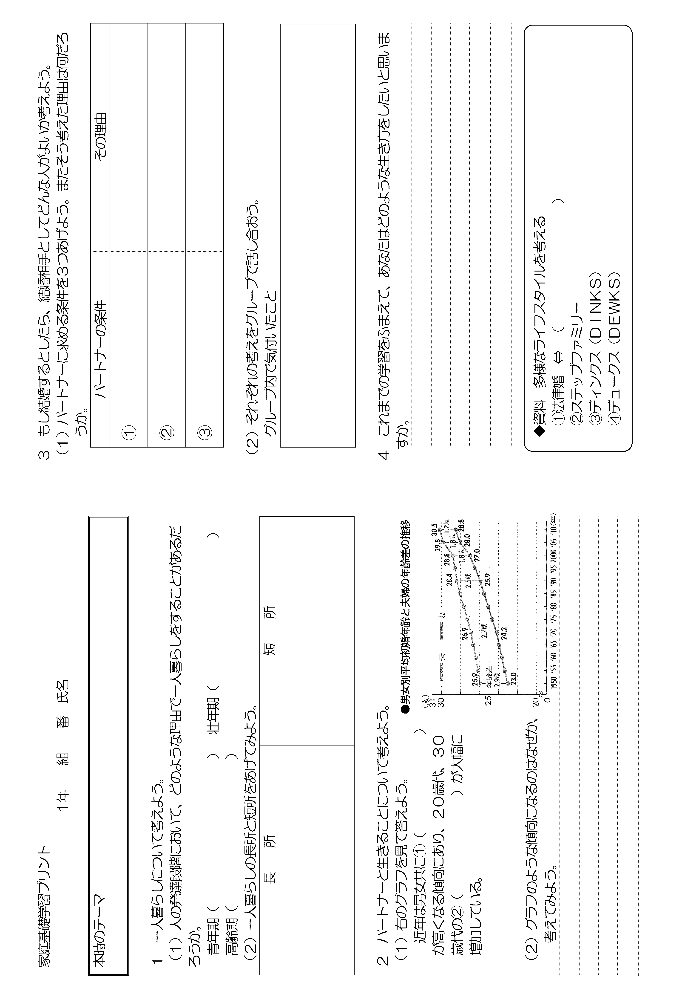 家庭基礎学習プリント
１年　　組　　番　氏名
本時のテーマ
１　一人暮らしについて考えよう。
（１）人の発達段階において、どのような理由で一人暮らしをすることがあるだ
ろうか。
青年期（　　　　　　　　　　）　壮年期（　　　　　　　　　　）
高齢期（　　　　　　　　　　）
（２）一人暮らしの長所と短所をあげてみよう。
長　所　短　所
２　パートナーと生きることについて考えよう。
（１）右のグラフを見て答えよう。
近年は男女共に①（　　　　　　　）
が高くなる傾向にあり、２０歳代、３０
歳代の②（　　　　　　　）が大幅に
増加している。
●男女別平均初婚年齢と夫婦の年齢差の推移
(歳)
31
30
25
20
0
夫　妻
25.9　26.9　28.4　28.8　29.8　30.5
年齢差
2.9歳　2.7歳　2.5歳　1.8歳　1.8歳　1.7歳
23.0　24.2　25.9　27.0　28.0　28.8
1950 '55 '60 '65 '70 '75 '80 '85 '90 '95 2000 '05 '10(年)
（２）グラフのような傾向になるのはなぜか、
考えてみよう。
３　もし結婚するとしたら、結婚相手としてどんな人がよいか考えよう。
（１）パートナーに求める条件を３つあげよう。またそう考えた理由は何だろ
うか。
パートナーの条件　その理由
①
②
③
（２）それぞれの考えをグループで話し合おう。
グループ内で気付いたこと
４　これまでの学習をふまえて、あなたはどのような生き方をしたいと思いま
すか。
◆資料　多様なライフスタイルを考える
①法律婚　⇔　（　　　　　　　　　　）
②ステップファミリー
③ディンクス（ＤＩＮＫＳ）
④デュークス（ＤＥＷＫＳ）